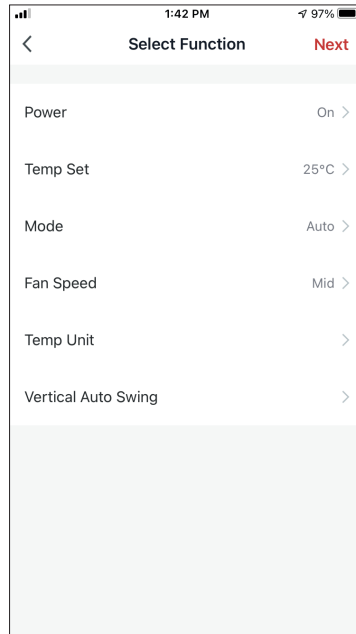 1:42 PM 97%
Select Function Next
Power On
Temp Set 25°C
Mode Auto
Fan Speed Mid
Temp Unit
Vertical Auto Swing